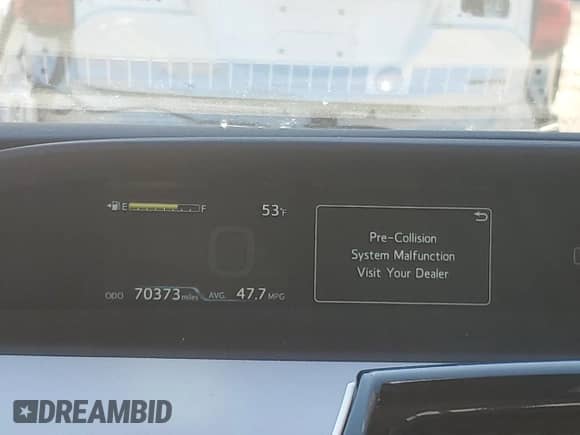 E F
53°F
Pre-Collision
System Malfunction
Visit Your Dealer
ODO 70373 miles AVG. 47.7 MPG
DREAMBID